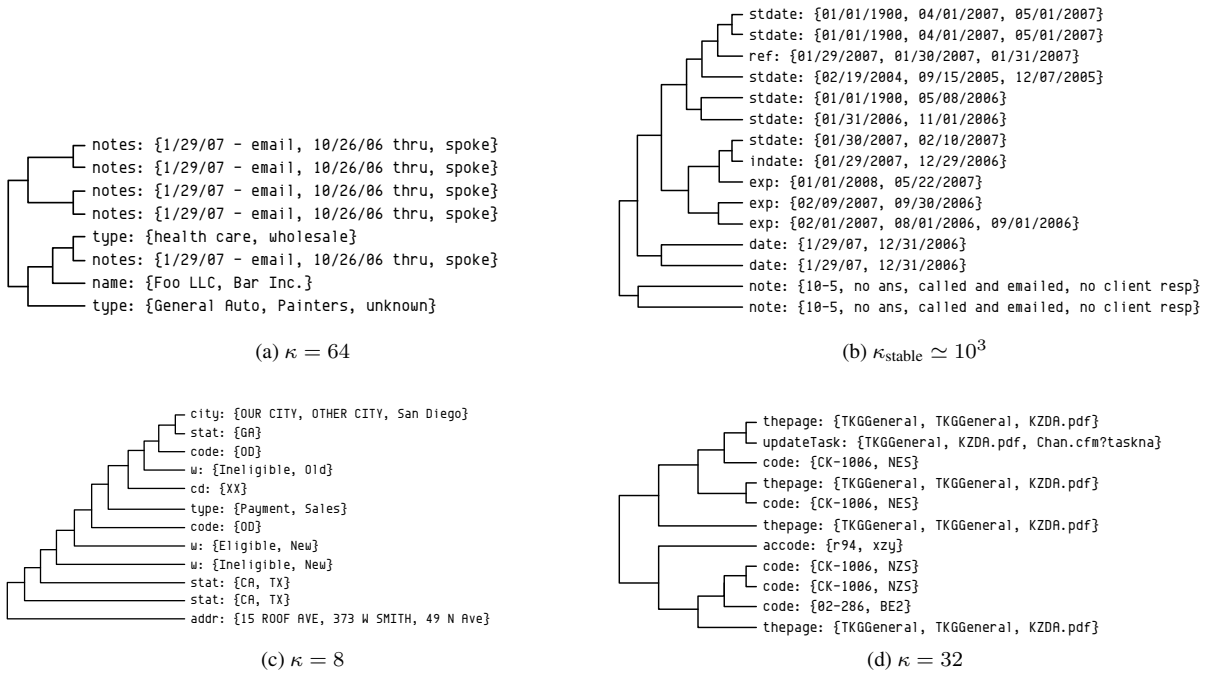 notes: {1/29/07 - email, 10/26/06 thru, spoke}
notes: {1/29/07 - email, 10/26/06 thru, spoke}
notes: {1/29/07 - email, 10/26/06 thru, spoke}
notes: {1/29/07 - email, 10/26/06 thru, spoke}
type: {health care, wholesale}
notes: {1/29/07 - email, 10/26/06 thru, spoke}
name: {Foo LLC, Bar Inc.}
type: {General Auto, Painters, unknown}
(a) κ = 64
stdate: {01/01/1900, 04/01/2007, 05/01/2007}
stdate: {01/01/1900, 04/01/2007, 05/01/2007}
ref: {01/29/2007, 01/30/2007, 01/31/2007}
stdate: {02/19/2004, 09/15/2005, 12/07/2005}
stdate: {01/01/1900, 05/08/2006}
stdate: {01/31/2006, 11/01/2006}
stdate: {01/30/2007, 02/10/2007}
indate: {01/29/2007, 12/29/2006}
exp: {01/01/2008, 05/22/2007}
exp: {02/09/2007, 09/30/2006}
exp: {02/01/2007, 08/01/2006, 09/01/2006}
date: {1/29/07, 12/31/2006}
date: {1/29/07, 12/31/2006}
note: {10-5, no ans, called and emailed, no client resp}
note: {10-5, no ans, called and emailed, no client resp}
(b) κstable ≃ 10³
city: {OUR CITY, OTHER CITY, San Diego}
stat: {GA}
code: {OD}
w: {Ineligible, Old}
cd: {XX}
type: {Payment, Sales}
code: {OD}
w: {Eligible, New}
w: {Ineligible, New}
stat: {CA, TX}
stat: {CA, TX}
addr: {15 ROOF AVE, 373 W SMITH, 49 N Ave}
(c) κ = 8
thepage: {TKGGeneral, TKGGeneral, KZDA.pdf}
updateTask: {TKGGeneral, KZDA.pdf, Chan.cfm?taskna}
code: {CK-1006, NES}
thepage: {TKGGeneral, TKGGeneral, KZDA.pdf}
code: {CK-1006, NES}
thepage: {TKGGeneral, TKGGeneral, KZDA.pdf}
accode: {r94, xzy}
code: {CK-1006, NZS}
code: {CK-1006, NZS}
code: {02-286, BE2}
thepage: {TKGGeneral, TKGGeneral, KZDA.pdf}
(d) κ = 32